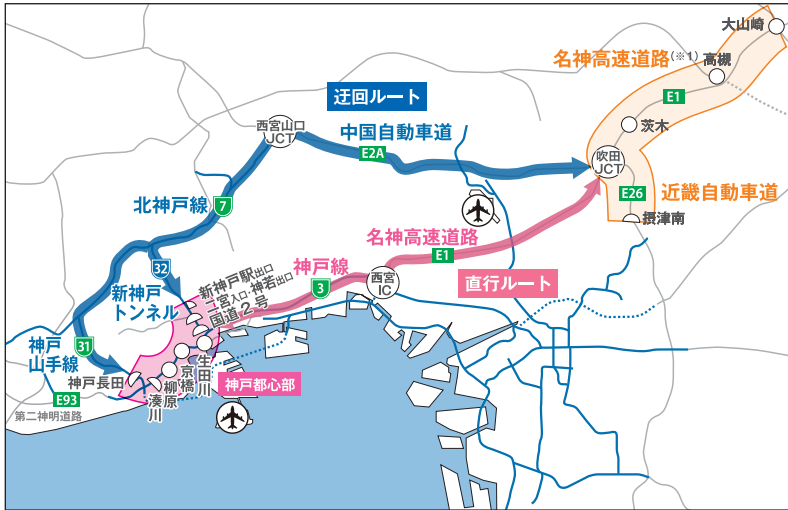 大山崎
名神高速道路(※1)
高槻
E1
茨木
迂回ルート
西宮山口
JCT
中国自動車道
E2A
吹田
JCT
E26
近畿自動車道
摂津南
北神戸線
7
名神高速道路
E1
32
新神戸駅出口
二宮入口・神若出口
国道2号
神戸線
3
西宮
IC
直行ルート
新神戸
トンネル
31
神戸
山手線
神戸長田
生田川
京橋
柳原
湊川
神戸都心部
E93
第二神明道路